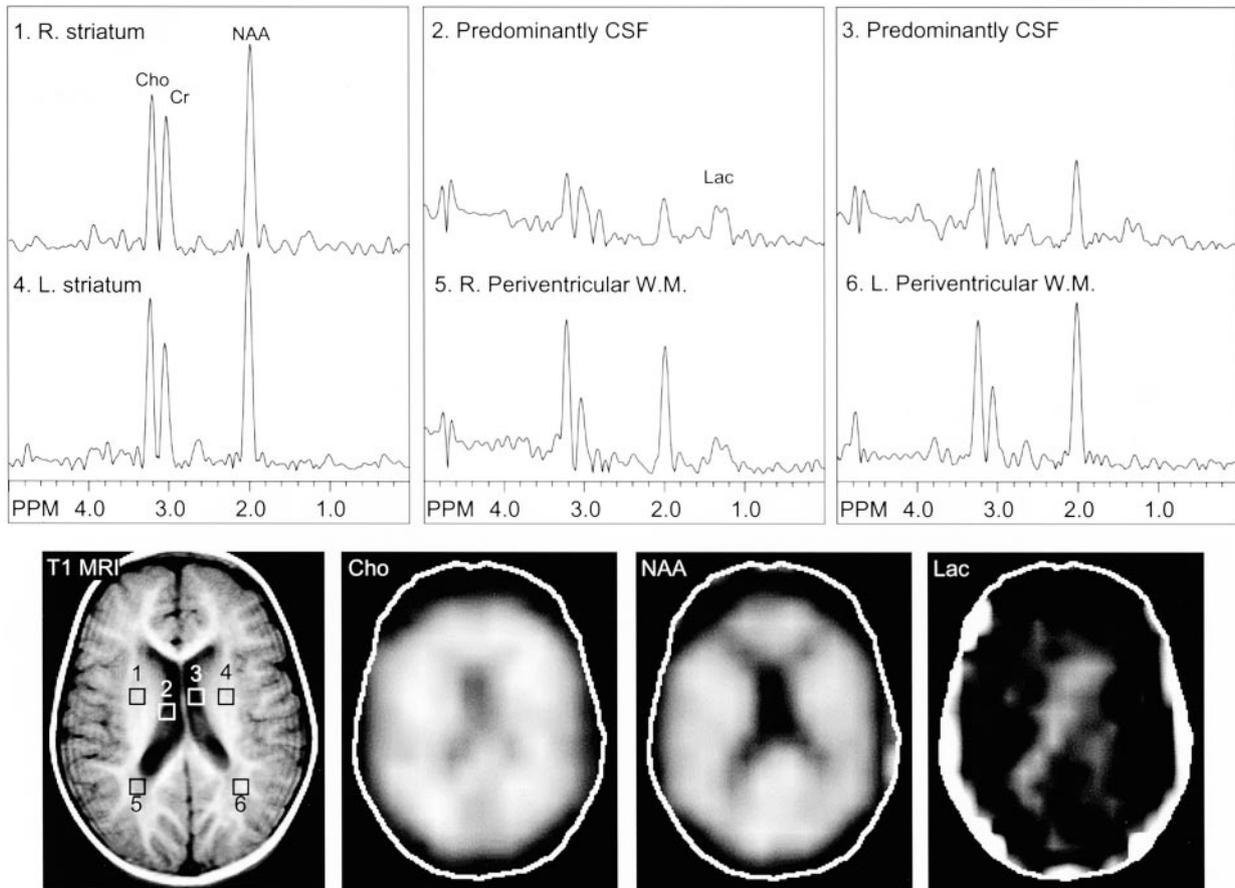 1. R. striatum
NAA
Cho
Cr
2. Predominantly CSF
Lac
3. Predominantly CSF
4. L. striatum
5. R. Periventricular W.M.
6. L. Periventricular W.M.
PPM 4.0 3.0 2.0 1.0
PPM 4.0 3.0 2.0 1.0
PPM 4.0 3.0 2.0 1.0
T1 MRI
1
2
3
4
5
6
Cho
NAA
Lac